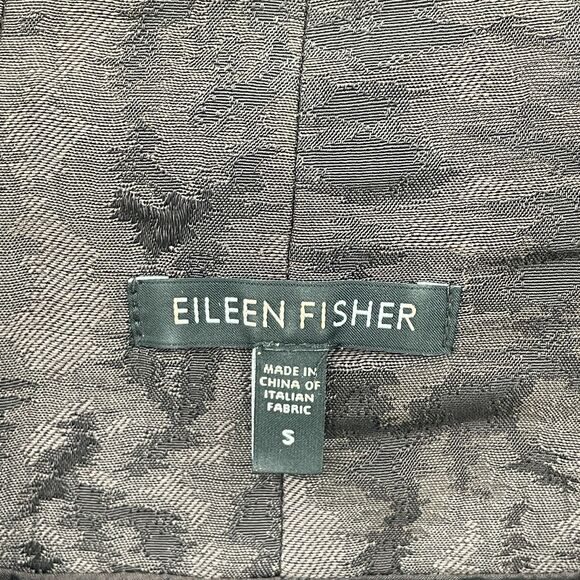 EILEEN FISHER
MADE IN
CHINA OF
ITALIAN
FABRIC
S